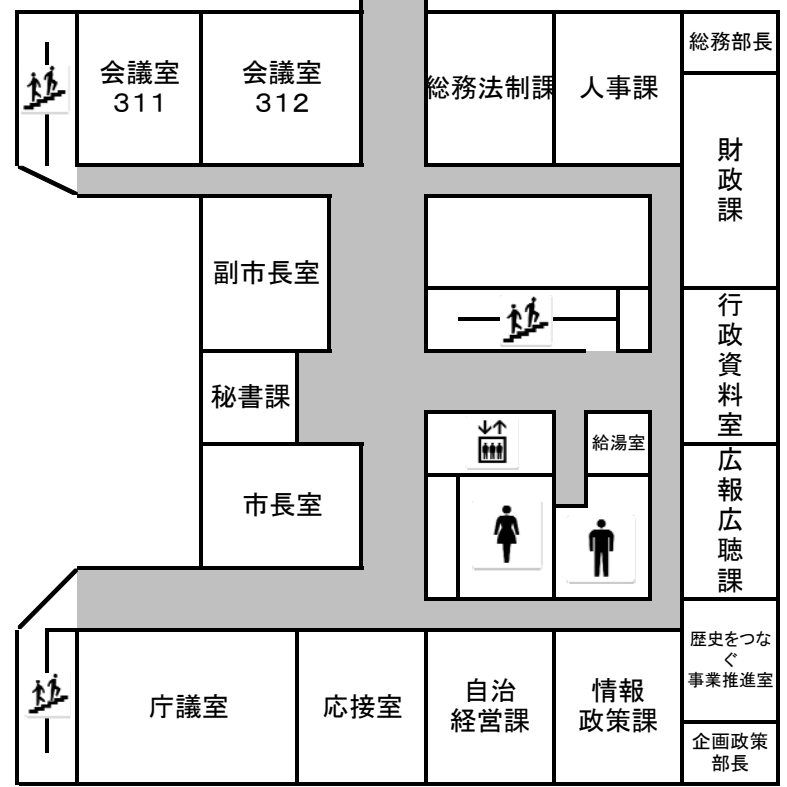 会議室
311
会議室
312
総務法制課
人事課
総務部長
財政課
副市長室
行政資料室
秘書課
給湯室
広報広聴課
市長室
歴史をつな
ぐ
事業推進室
庁議室
応接室
自治
経営課
情報
政策課
企画政策
部長